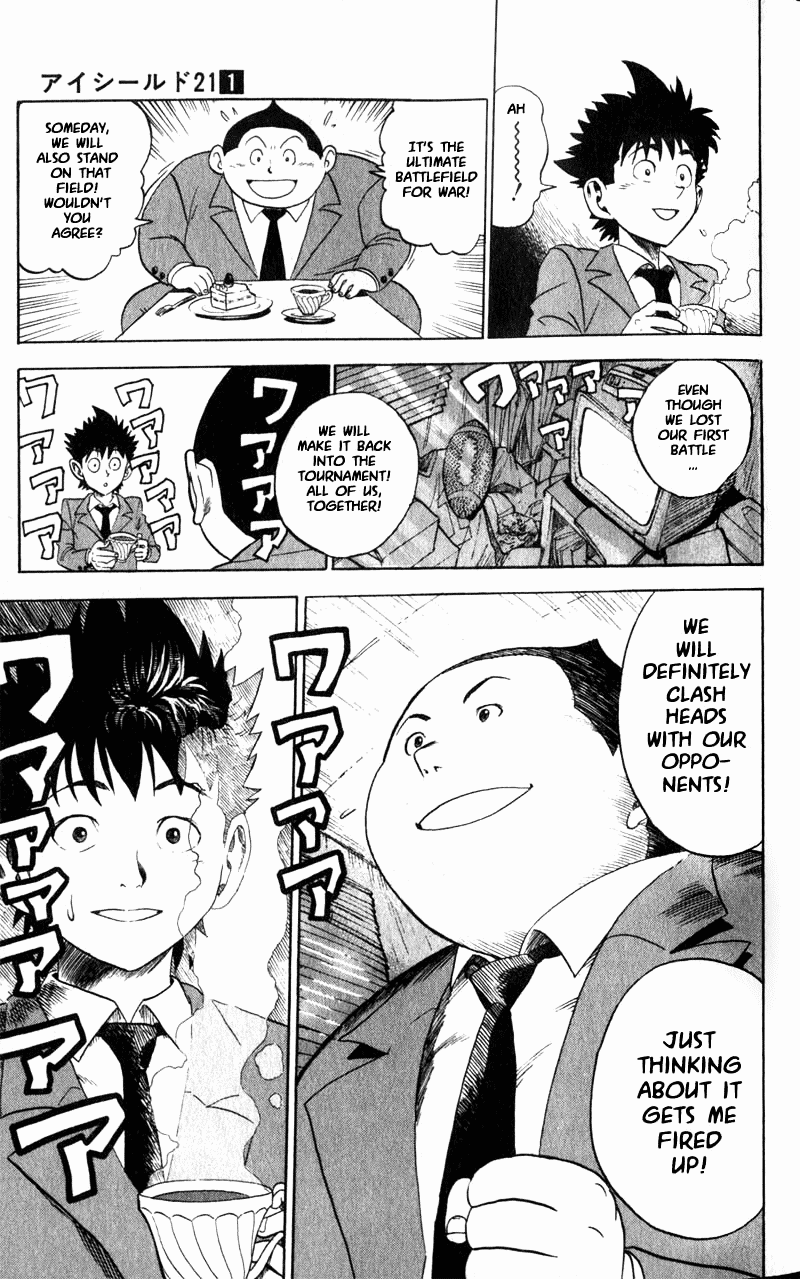 アイシールド21 1
AH
IT'S THE
ULTIMATE
BATTLEFIELD
FOR WAR!
SOMEDAY,
WE WILL
ALSO STAND
ON THAT
FIELD!
WOULDN'T
YOU
AGREE?
EVEN
THOUGH
WE LOST
OUR FIRST
BATTLE
...
ワァァァァ
WE WILL
MAKE IT BACK
INTO THE
TOURNAMENT!
ALL OF US,
TOGETHER!
ワァァァ
ワァァァァ
ワァァァ
WE
WILL
DEFINITELY
CLASH
HEADS
WITH OUR
OPPO-
NENTS!
ワァァァァ
JUST
THINKING
ABOUT IT
GETS ME
FIRED
UP!
ワァァァァァァ